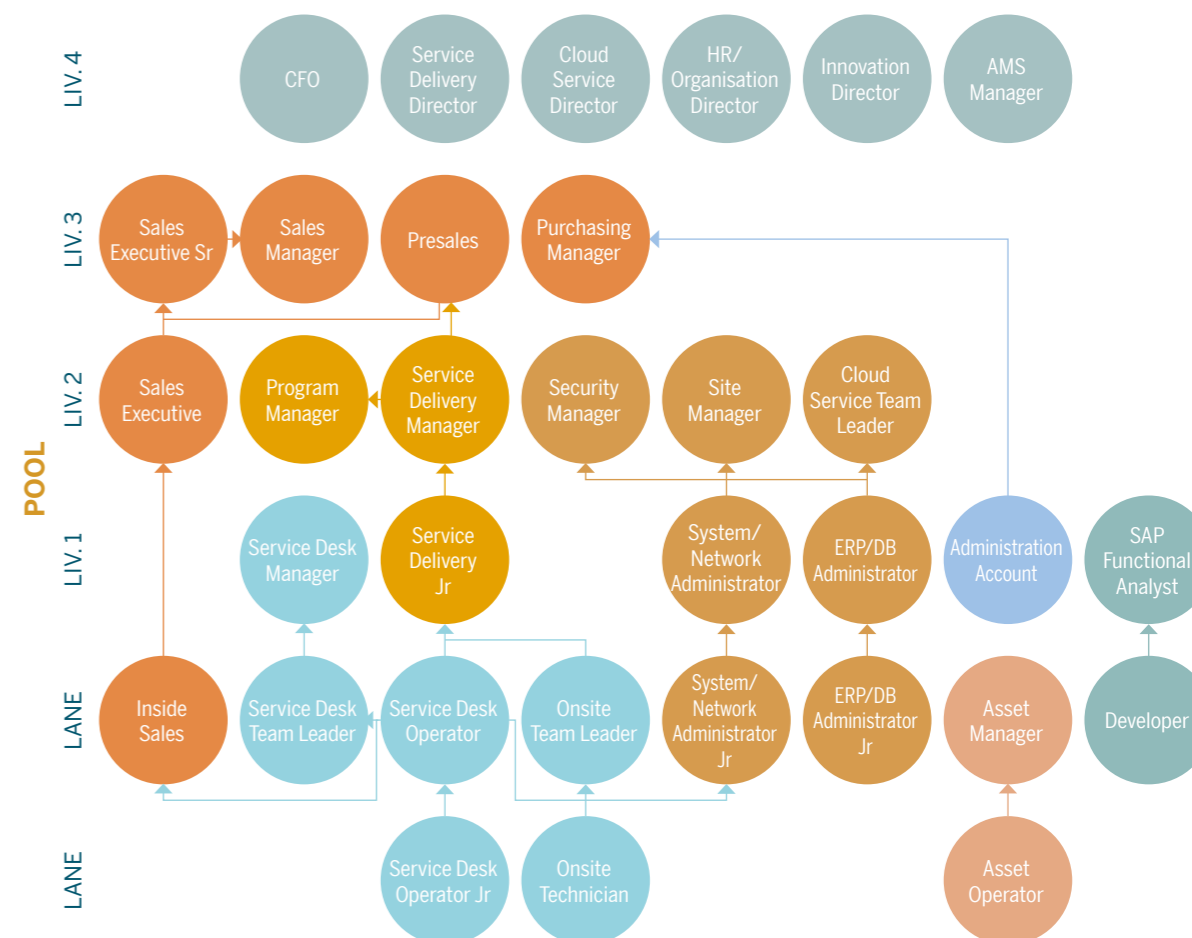 LIV. 4
CFO
Service
Delivery
Director
Cloud
Service
Director
HR/
Organisation
Director
Innovation
Director
AMS
Manager
LIV. 3
Sales
Executive Sr
Sales
Manager
Presales
Purchasing
Manager
POOL
LIV. 2
Sales
Executive
Program
Manager
Service
Delivery
Manager
Security
Manager
Site
Manager
Cloud
Service Team
Leader
LIV. 1
Service Desk
Manager
Service
Delivery
Jr
System/
Network
Administrator
ERP/DB
Administrator
Administration
Account
SAP
Functional
Analyst
LANE
Inside
Sales
Service Desk
Team Leader
Service Desk
Operator
Onsite
Team Leader
System/
Network
Administrator
Jr
ERP/DB
Administrator
Jr
Asset
Manager
Developer
LANE
Service Desk
Operator Jr
Onsite
Technician
Asset
Operator